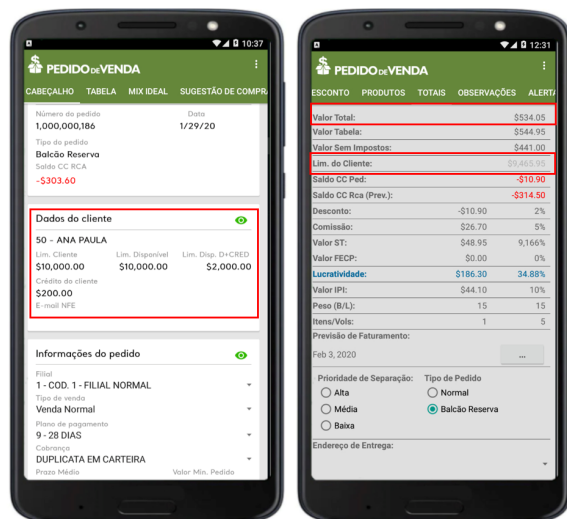 10:37
PEDIDO DE VENDA
CABEÇALHO TABELA MIX IDEAL SUGESTÃO DE COMPRA
Número do pedido Data
1,000,000,186 1/29/20
Tipo do pedido
Balcão Reserva
Saldo CC RCA
-$303.60
Dados do cliente
50 - ANA PAULA
Lim. Cliente Lim. Disponível Lim. Disp. D+CRED
$10,000.00 $10,000.00 $2,000.00
Crédito do cliente
$200.00
E-mail NFE
Informações do pedido
Filial
1 - COD. 1 - FILIAL NORMAL
Tipo de venda
Venda Normal
Plano de pagamento
9 - 28 DIAS
Cobrança
DUPLICATA EM CARTEIRA
Prazo Médio Valor Min. Pedido
12:31
PEDIDO DE VENDA
ESCONTO PRODUTOS TOTAIS OBSERVAÇÕES ALERTA
Valor Total: $534.05
Valor Tabela: $544.95
Valor Sem Impostos: $441.00
Lim. do Cliente: $9,465.95
Saldo CC Ped: -$10.90
Saldo CC Rca (Prev.): -$314.50
Desconto: -$10.90 2%
Comissão: $26.70 5%
Valor ST: $48.95 9,166%
Valor FECP: $0.00 0%
Lucratividade: $186.30 34.88%
Valor IPI: $44.10 10%
Peso (B/L): 15 15
Itens/Vols: 1 5
Previsão de Faturamento:
Feb 3, 2020 ...
Prioridade de Separação: Tipo de Pedido
Alta Normal
Média Balcão Reserva
Baixa
Endereço de Entrega: